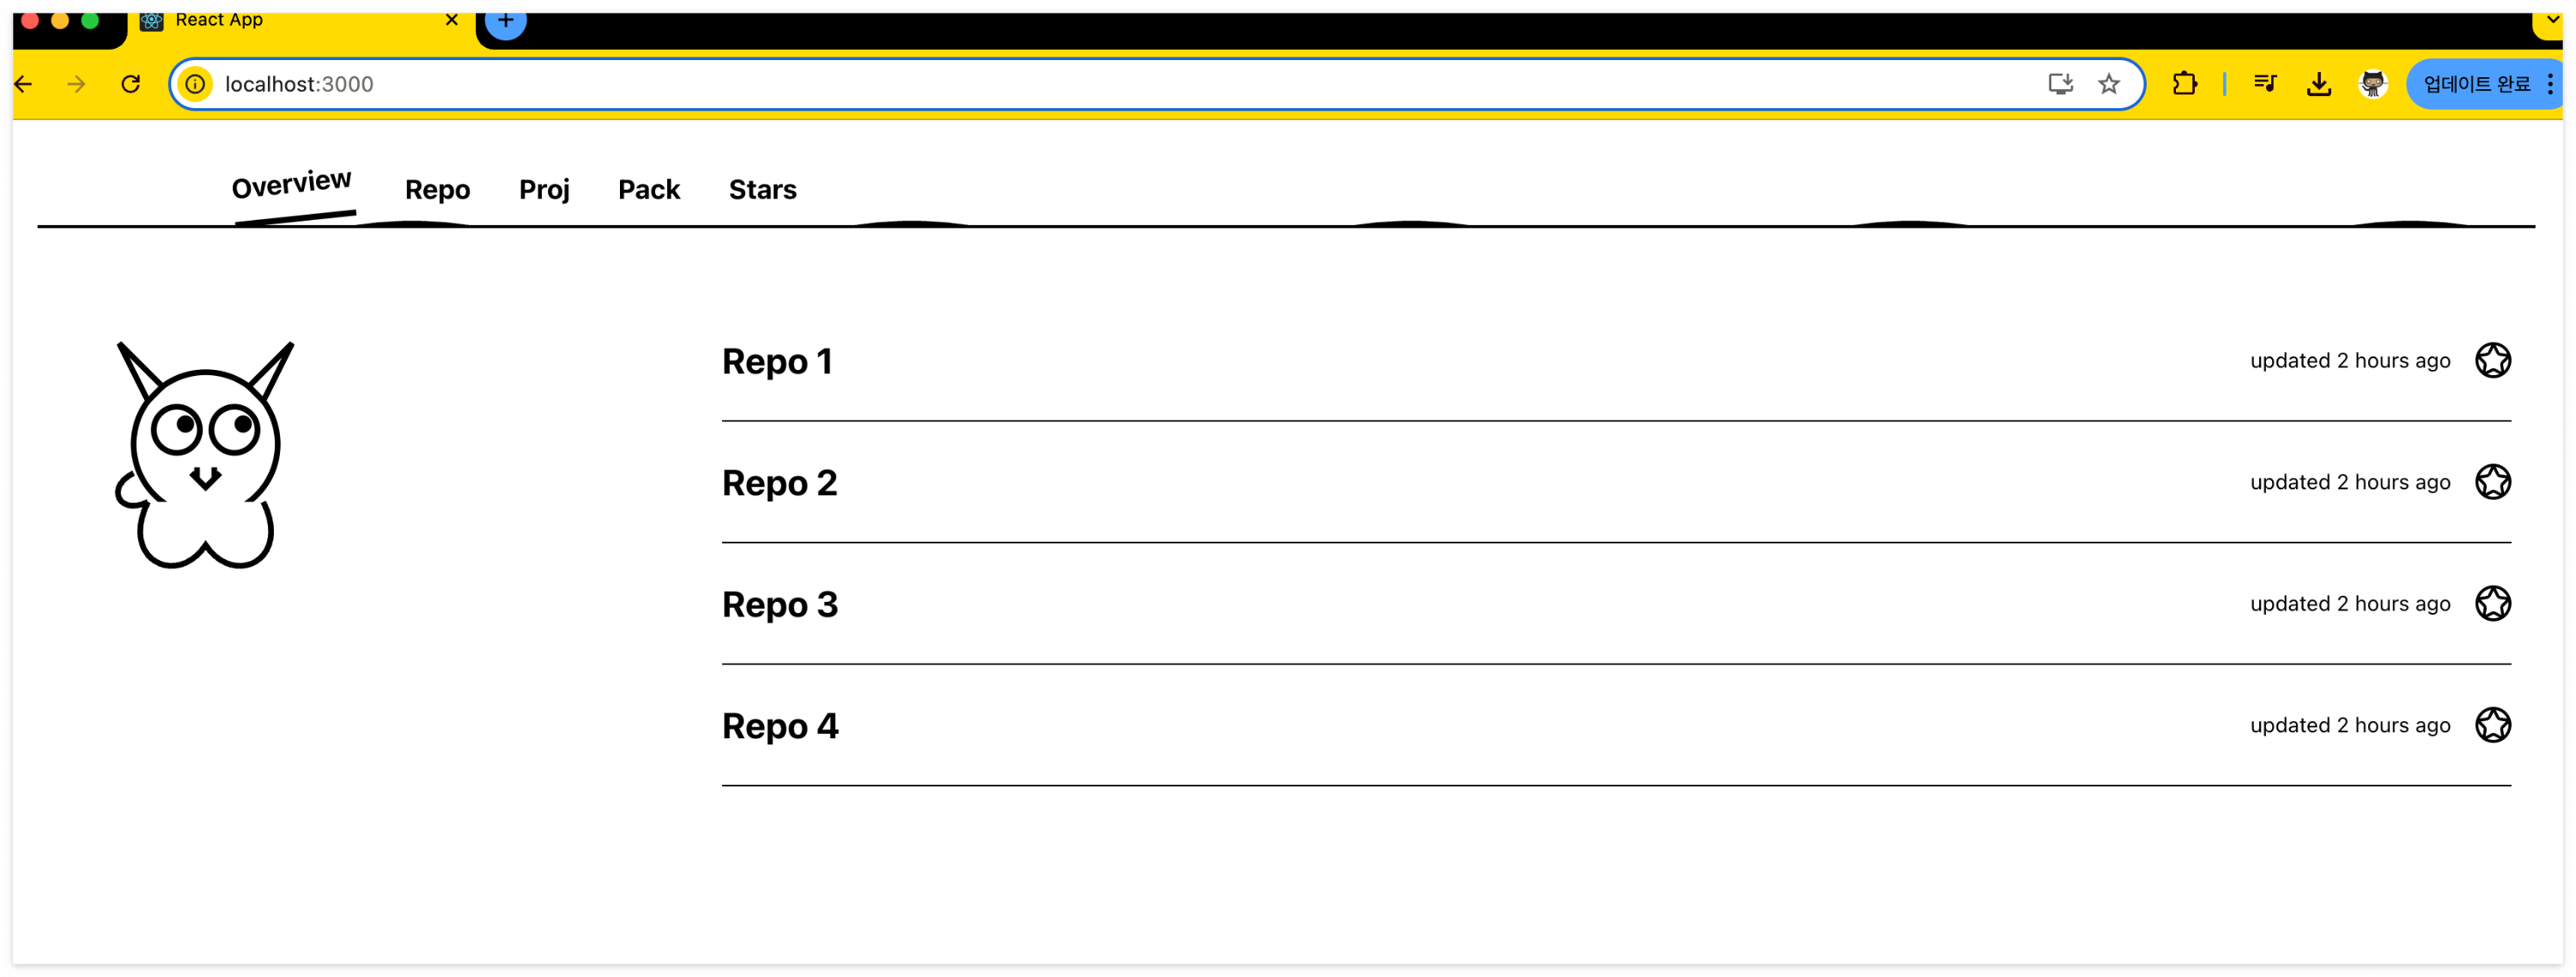 React App
localhost:3000
업데이트 완료
Overview Repo Proj Pack Stars
Repo 1 updated 2 hours ago
Repo 2 updated 2 hours ago
Repo 3 updated 2 hours ago
Repo 4 updated 2 hours ago